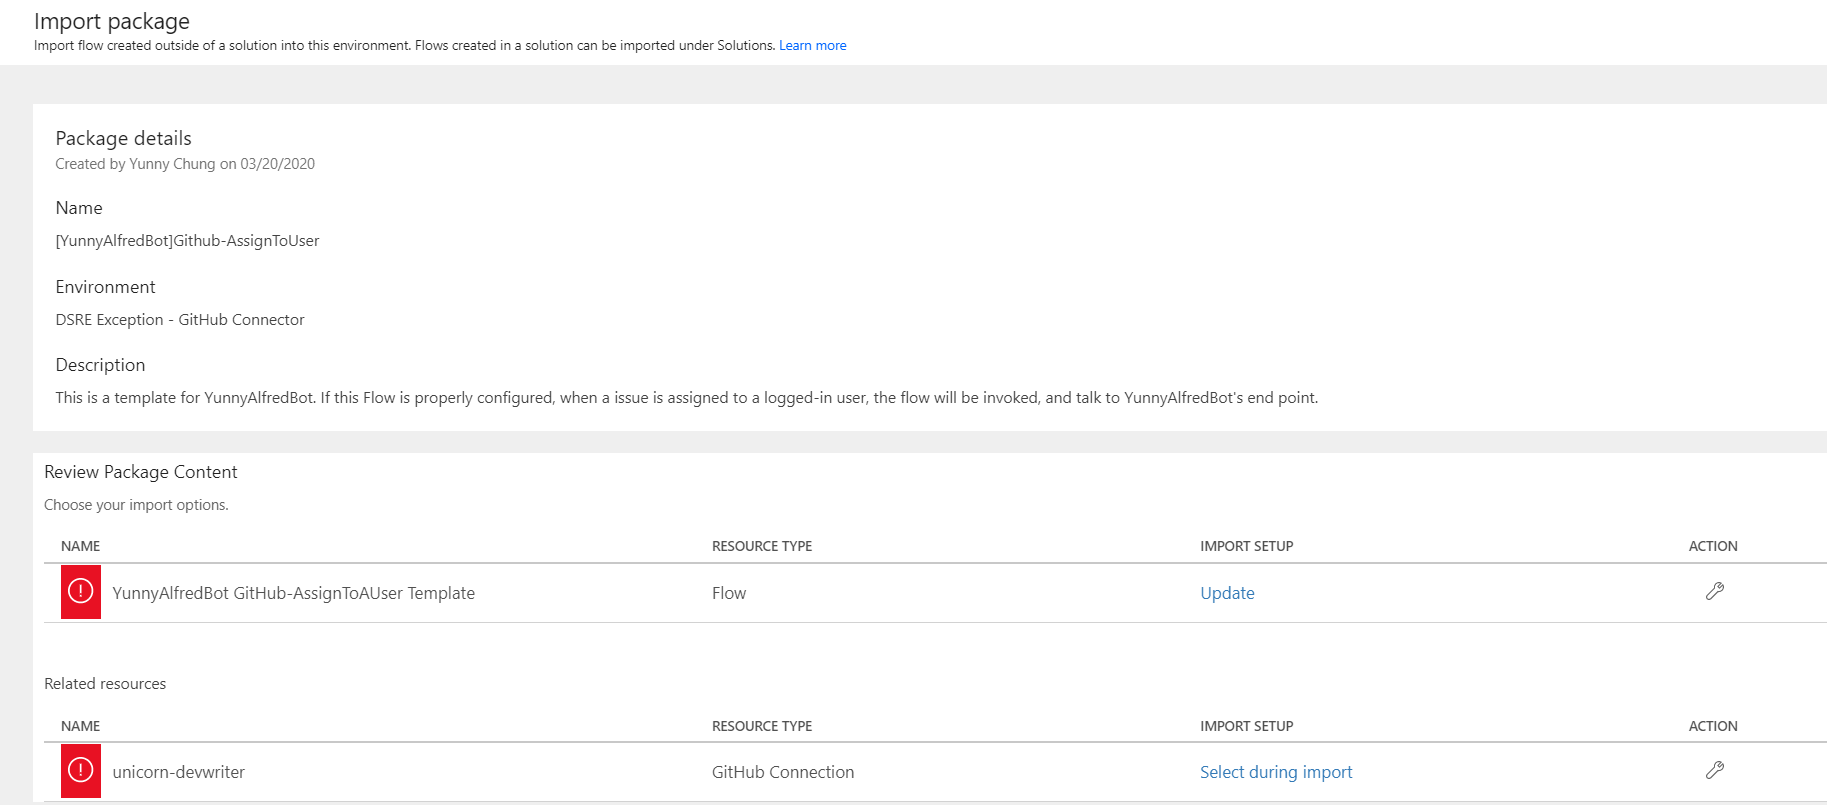 Import package
Import flow created outside of a solution into this environment. Flows created in a solution can be imported under Solutions. Learn more
Package details
Created by Yunny Chung on 03/20/2020
Name
[YunnyAlfredBot]Github-AssignToUser
Environment
DSRE Exception - GitHub Connector
Description
This is a template for YunnyAlfredBot. If this Flow is properly configured, when a issue is assigned to a logged-in user, the flow will be invoked, and talk to YunnyAlfredBot's end point.
Review Package Content
Choose your import options.
NAME RESOURCE TYPE IMPORT SETUP ACTION
YunnyAlfredBot GitHub-AssignToAUser Template Flow Update
Related resources
NAME RESOURCE TYPE IMPORT SETUP ACTION
unicorn-devwriter GitHub Connection Select during import